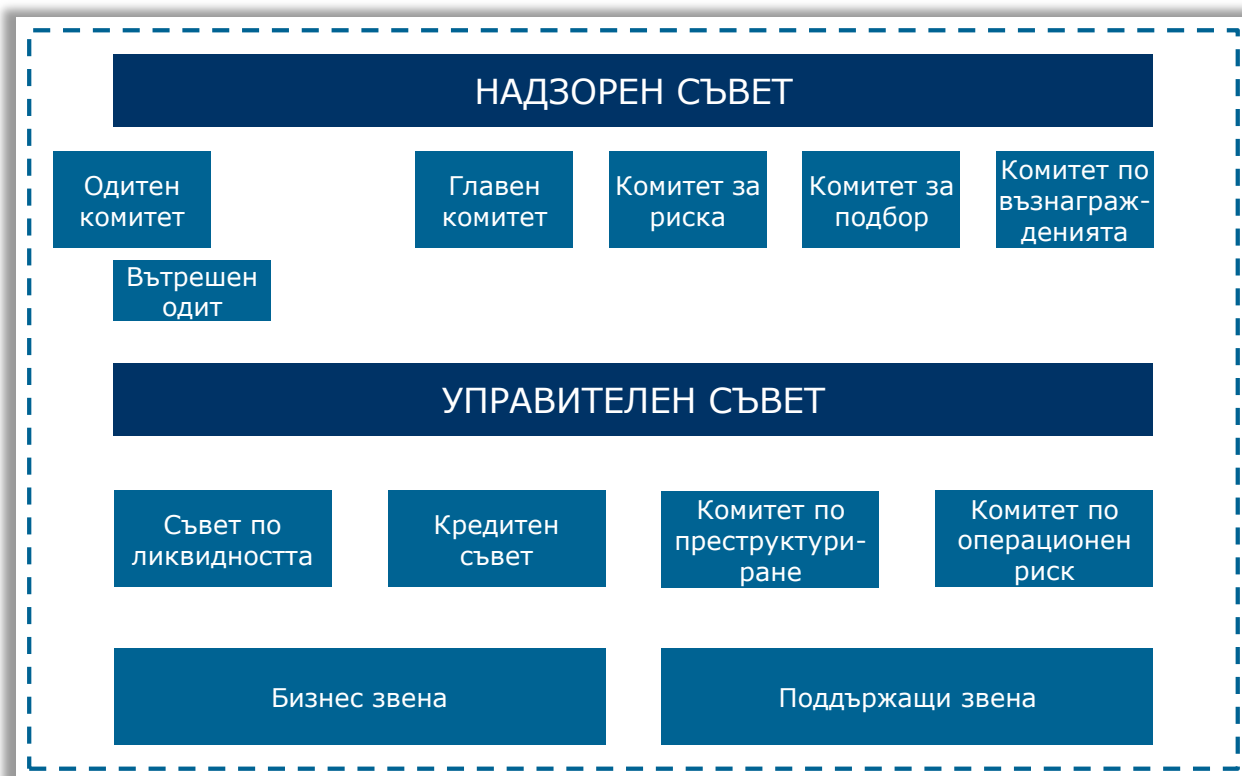 НАДЗОРЕН СЪВЕТ
Одитен
комитет
Главен
комитет
Комитет за
риска
Комитет за
подбор
Комитет по
възнаграж-
денията
Вътрешен
одит
УПРАВИТЕЛЕН СЪВЕТ
Съвет по
ликвидността
Кредитен
съвет
Комитет по
преструктури-
ране
Комитет по
операционен
риск
Бизнес звена
Поддържащи звена